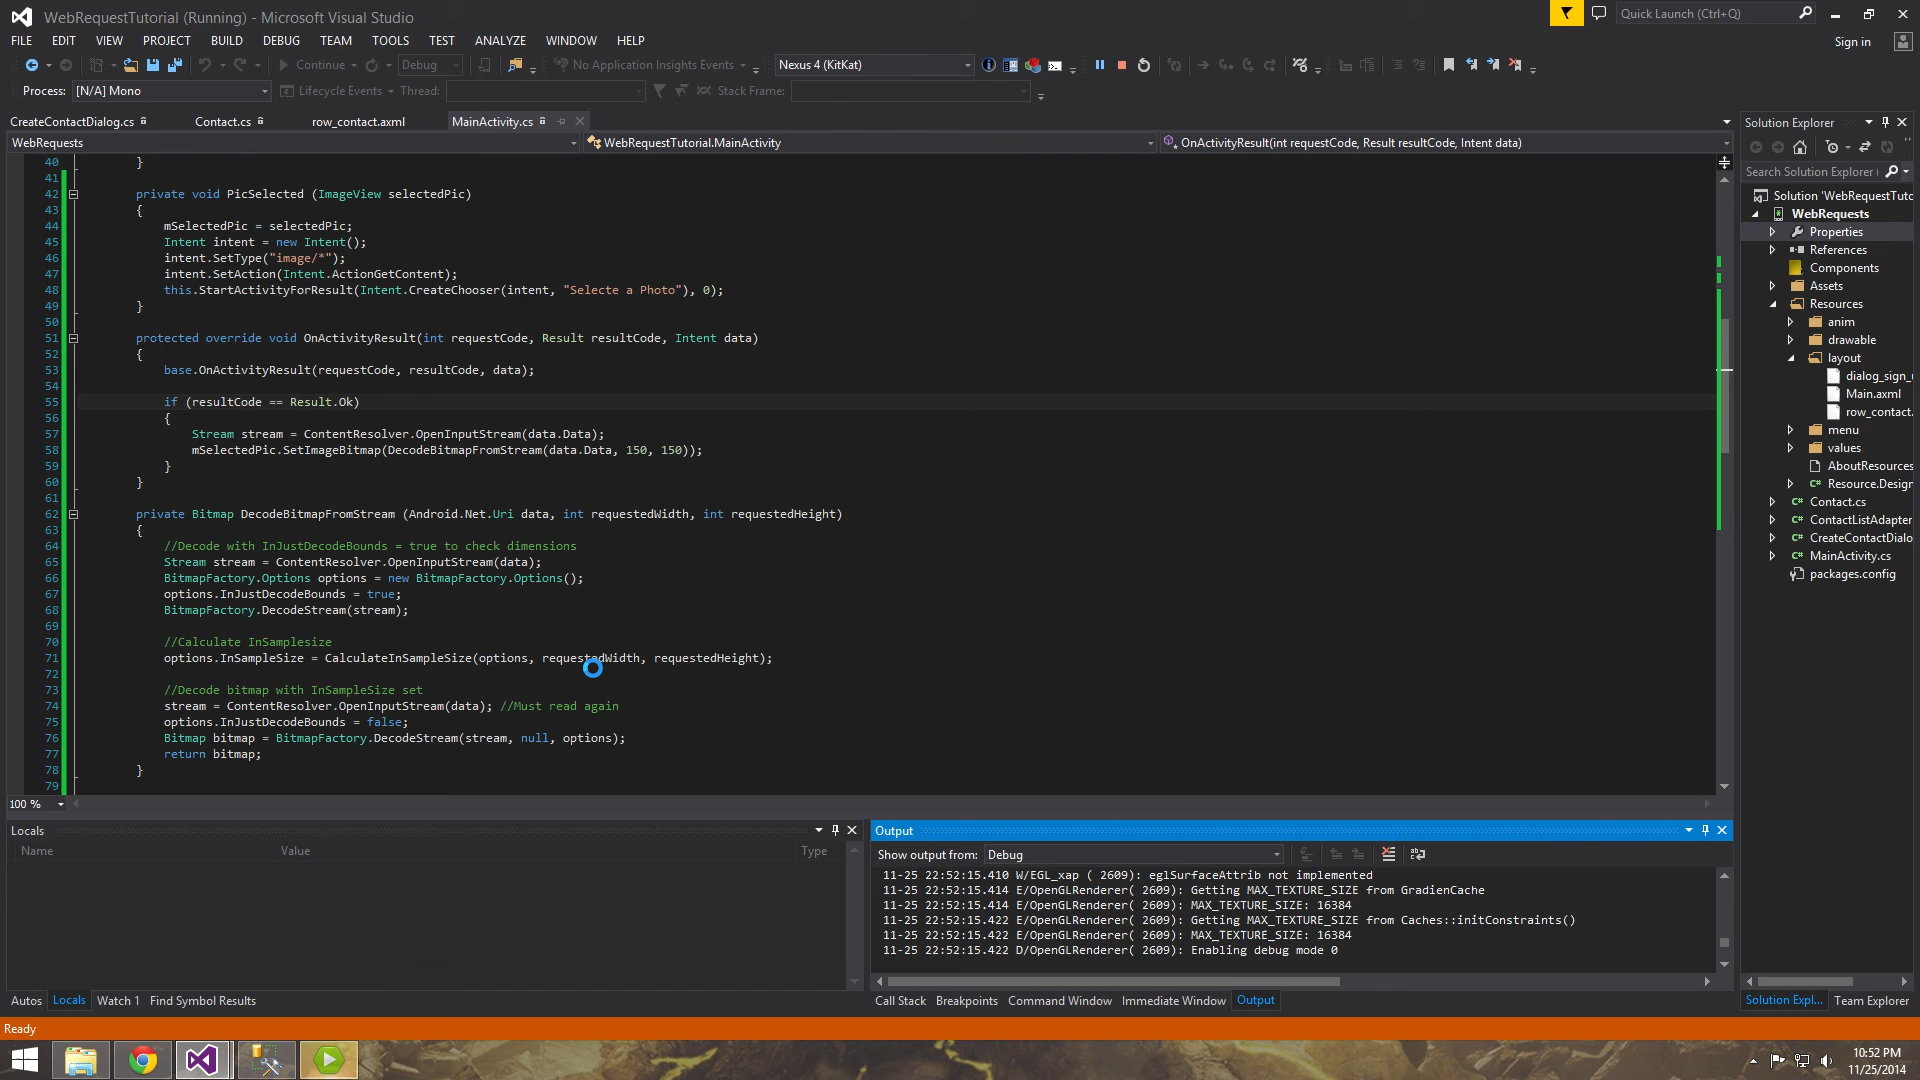 WebRequestTutorial (Running) - Microsoft Visual Studio
Quick Launch (Ctrl+Q)
FILE EDIT VIEW PROJECT BUILD DEBUG TEAM TOOLS TEST ANALYZE WINDOW HELP
Sign in
Continue Debug No Application Insights Events Nexus 4 (KitKat)
Process: [N/A] Mono Lifecycle Events Thread: Stack Frame:
CreateContactDialog.cs Contact.cs row_contact.axml MainActivity.cs
WebRequests WebRequestTutorial.MainActivity OnActivityResult(int requestCode, Result resultCode, Intent data)
40 }
41
42 private void PicSelected (ImageView selectedPic)
43 {
44 mSelectedPic = selectedPic;
45 Intent intent = new Intent();
46 intent.SetType("image/*");
47 intent.SetAction(Intent.ActionGetContent);
48 this.StartActivityForResult(Intent.CreateChooser(intent, "Selecte a Photo"), 0);
49 }
50
51 protected override void OnActivityResult(int requestCode, Result resultCode, Intent data)
52 {
53 base.OnActivityResult(requestCode, resultCode, data);
54
55 if (resultCode == Result.Ok)
56 {
57 Stream stream = ContentResolver.OpenInputStream(data.Data);
58 mSelectedPic.SetImageBitmap(DecodeBitmapFromStream(data.Data, 150, 150));
59 }
60 }
61
62 private Bitmap DecodeBitmapFromStream (Android.Net.Uri data, int requestedWidth, int requestedHeight)
63 {
64 //Decode with InJustDecodeBounds = true to check dimensions
65 Stream stream = ContentResolver.OpenInputStream(data);
66 BitmapFactory.Options options = new BitmapFactory.Options();
67 options.InJustDecodeBounds = true;
68 BitmapFactory.DecodeStream(stream);
69
70 //Calculate InSamplesize
71 options.InSampleSize = CalculateInSampleSize(options, requestedWidth, requestedHeight);
72
73 //Decode bitmap with InSampleSize set
74 stream = ContentResolver.OpenInputStream(data); //Must read again
75 options.InJustDecodeBounds = false;
76 Bitmap bitmap = BitmapFactory.DecodeStream(stream, null, options);
77 return bitmap;
78 }
79
100 %
Solution Explorer
Search Solution Explorer (
Solution 'WebRequestTuto
WebRequests
Properties
References
Components
Assets
Resources
anim
drawable
layout
dialog_sign_
Main.axml
row_contact.
menu
values
AboutResources
Resource.Design
Contact.cs
ContactListAdapter
CreateContactDialo
MainActivity.cs
packages.config
Locals
Name Value Type
Autos Locals Watch 1 Find Symbol Results
Output
Show output from: Debug
11-25 22:52:15.410 W/EGL_xap ( 2609): eglSurfaceAttrib not implemented
11-25 22:52:15.414 E/OpenGLRenderer( 2609): Getting MAX_TEXTURE_SIZE from GradienCache
11-25 22:52:15.414 E/OpenGLRenderer( 2609): MAX_TEXTURE_SIZE: 16384
11-25 22:52:15.422 E/OpenGLRenderer( 2609): Getting MAX_TEXTURE_SIZE from Caches::initConstraints()
11-25 22:52:15.422 E/OpenGLRenderer( 2609): MAX_TEXTURE_SIZE: 16384
11-25 22:52:15.422 D/OpenGLRenderer( 2609): Enabling debug mode 0
Call Stack Breakpoints Command Window Immediate Window Output
Solution Expl... Team Explorer
Ready
10:52 PM
11/25/2014